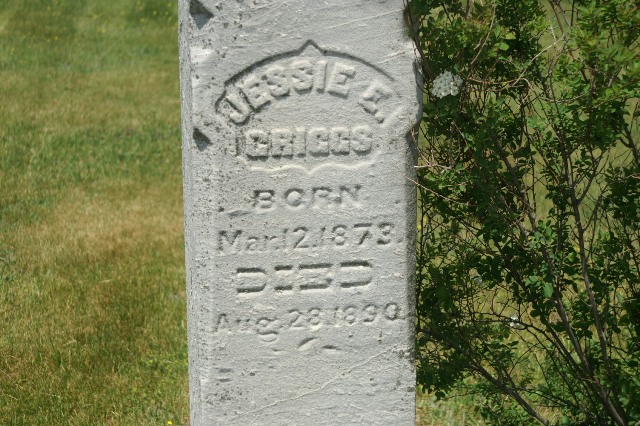 JESSIE E.
GRIGGS
BORN
Mar.12.1873.
DIED
Aug.28.1890.